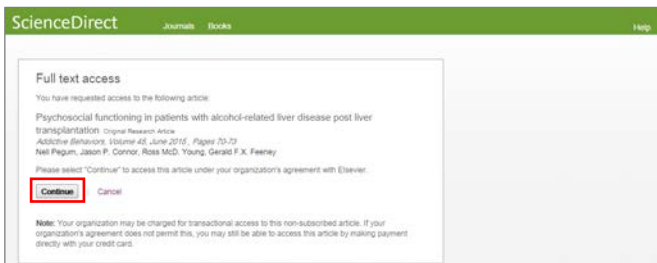 ScienceDirect Journals Books Help
Full text access
You have requested access to the following article:
Psychosocial functioning in patients with alcohol-related liver disease post liver
transplantation Original Research Article
Addictive Behaviors, Volume 45, June 2015, Pages 70-73
Neil Pegum, Jason P. Connor, Ross McD. Young, Gerald F.X. Feeney
Please select "Continue" to access this article under your organization's agreement with Elsevier.
Continue Cancel
Note: Your organization may be charged for transactional access to this non-subscribed article. If your
organization's agreement does not permit this, you may still be able to access this article by making payment
directly with your credit card.